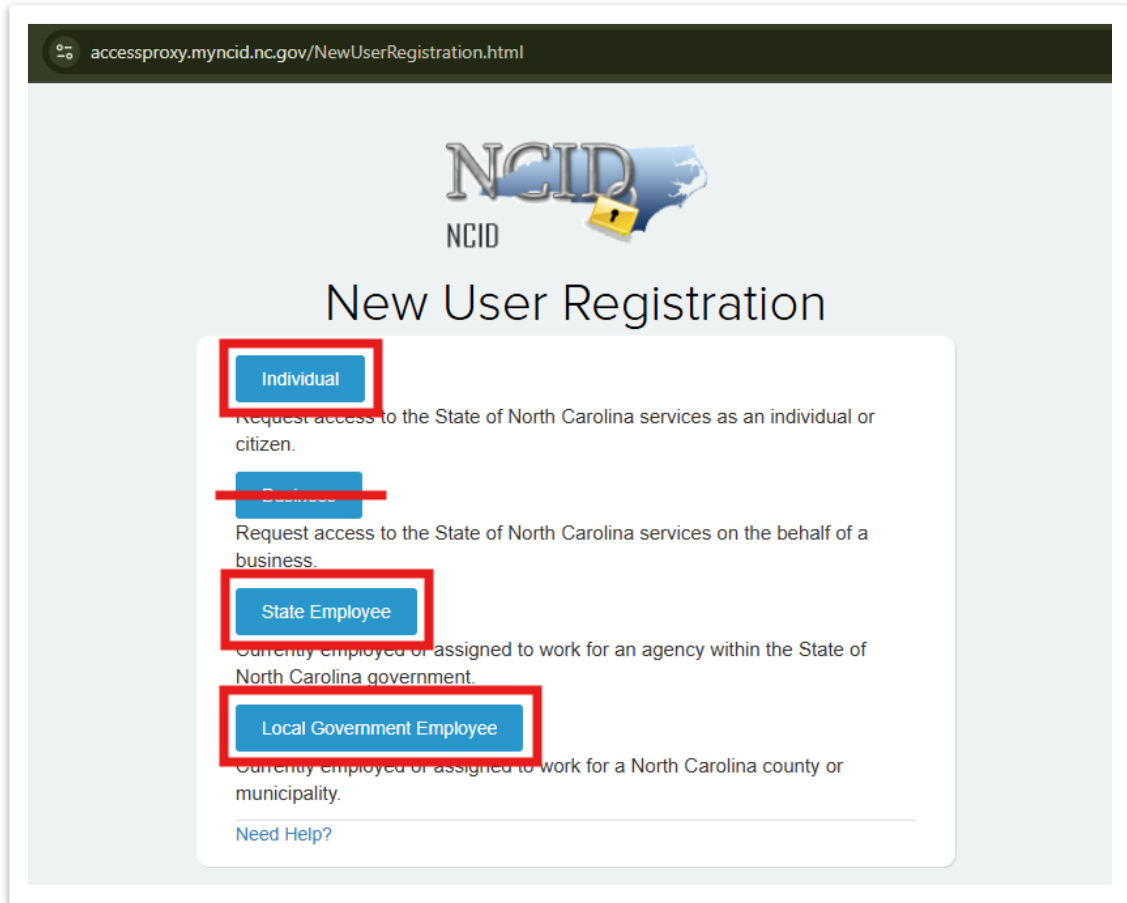 accessproxy.myncid.nc.gov/NewUserRegistration.html
NCID
NCID
New User Registration
Individual
Request access to the State of North Carolina services as an individual or
citizen.
Business
Request access to the State of North Carolina services on the behalf of a
business.
State Employee
Currently employed or assigned to work for an agency within the State of
North Carolina government.
Local Government Employee
Currently employed or assigned to work for a North Carolina county or
municipality.
Need Help?